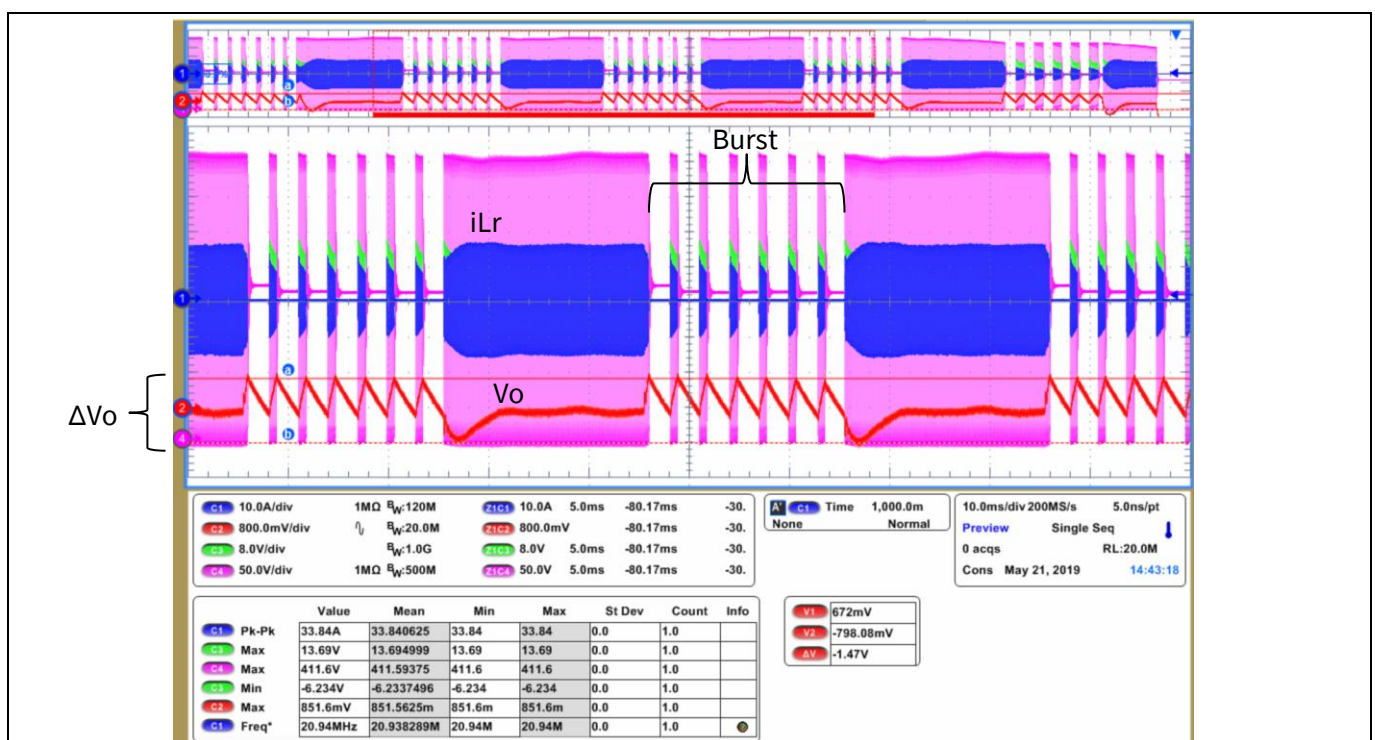 1
2
a
b
Burst
iLr
1
a
Vo
ΔVo
2
b
4
C1 10.0A/div 1MΩ BW:120M Z1C1 10.0A 5.0ms -80.17ms -30.
C2 800.0mV/div BW:20.0M Z1C2 800.0mV
C3 8.0V/div BW:1.0G Z1C3 8.0V 5.0ms -80.17ms -30.
C4 50.0V/div 1MΩ BW:500M Z1C4 50.0V 5.0ms -80.17ms -30.
A' C1 Time 1,000.0m
None Normal
10.0ms/div 200MS/s 5.0ns/pt
Preview Single Seq
0 acqs RL:20.0M
Cons May 21, 2019 14:43:18
Value Mean Min Max St Dev Count Info
C1 Pk-Pk 33.84A 33.840625 33.84 33.84 0.0 1.0
C3 Max 13.69V 13.694999 13.69 13.69 0.0 1.0
C4 Max 411.6V 411.59375 411.6 411.6 0.0 1.0
C3 Min -6.234V -6.2337496 -6.234 -6.234 0.0 1.0
C2 Max 851.6mV 851.5625m 851.6m 851.6m 0.0 1.0
C1 Freq* 20.94MHz 20.938289M 20.94M 20.94M 0.0 1.0
V1 672mV
V2 -798.08mV
ΔV -1.47V